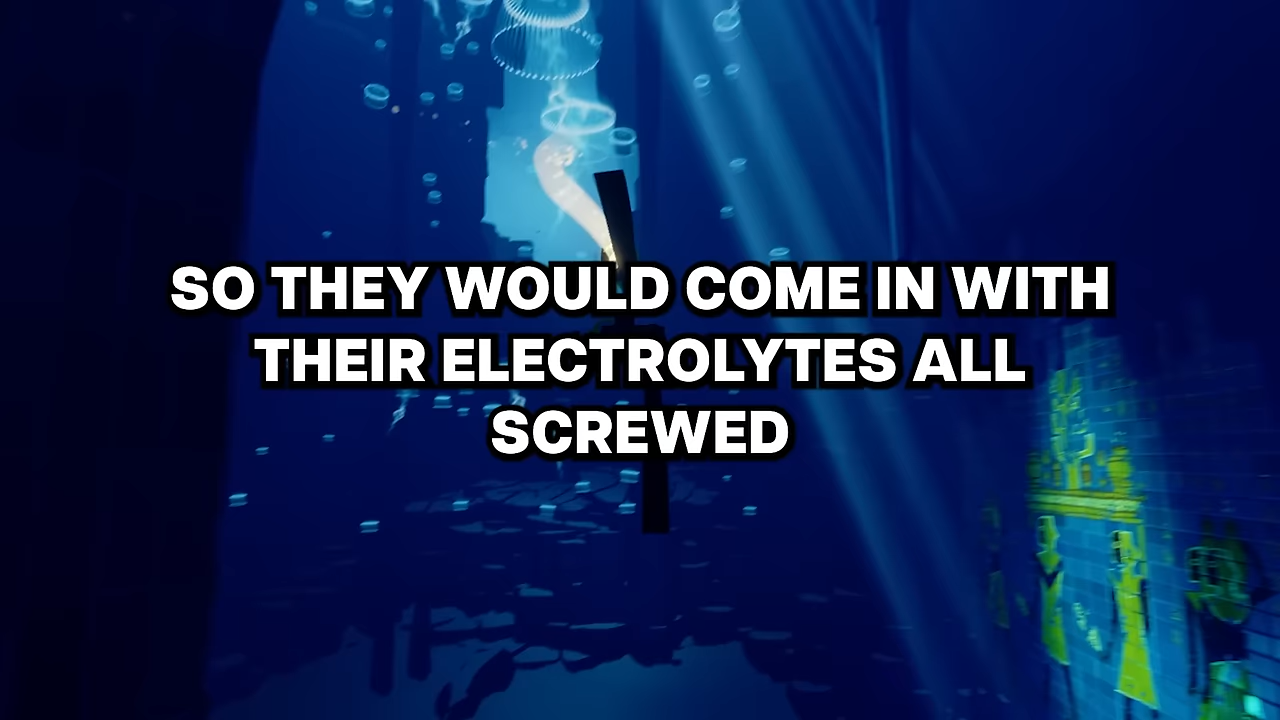 SO THEY WOULD COME IN WITH
THEIR ELECTROLYTES ALL
SCREWED